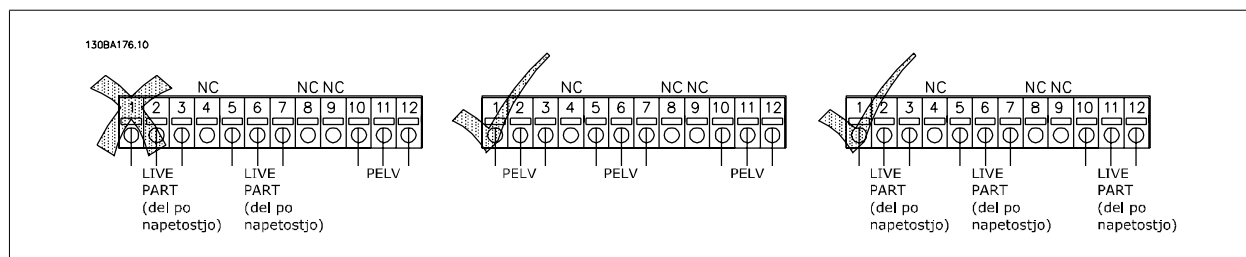 130BA176.10
NC NC NC
1 2 3 4 5 6 7 8 9 10 11 12
LIVE PART (del po napetostjo)
LIVE PART (del po napetostjo)
PELV
NC NC NC
1 2 3 4 5 6 7 8 9 10 11 12
PELV
PELV
PELV
NC NC NC
1 2 3 4 5 6 7 8 9 10 11 12
LIVE
PART
(del po
napetostjo)
LIVE
PART
(del po
napetostjo)
LIVE
PART
(del po
napetostjo)